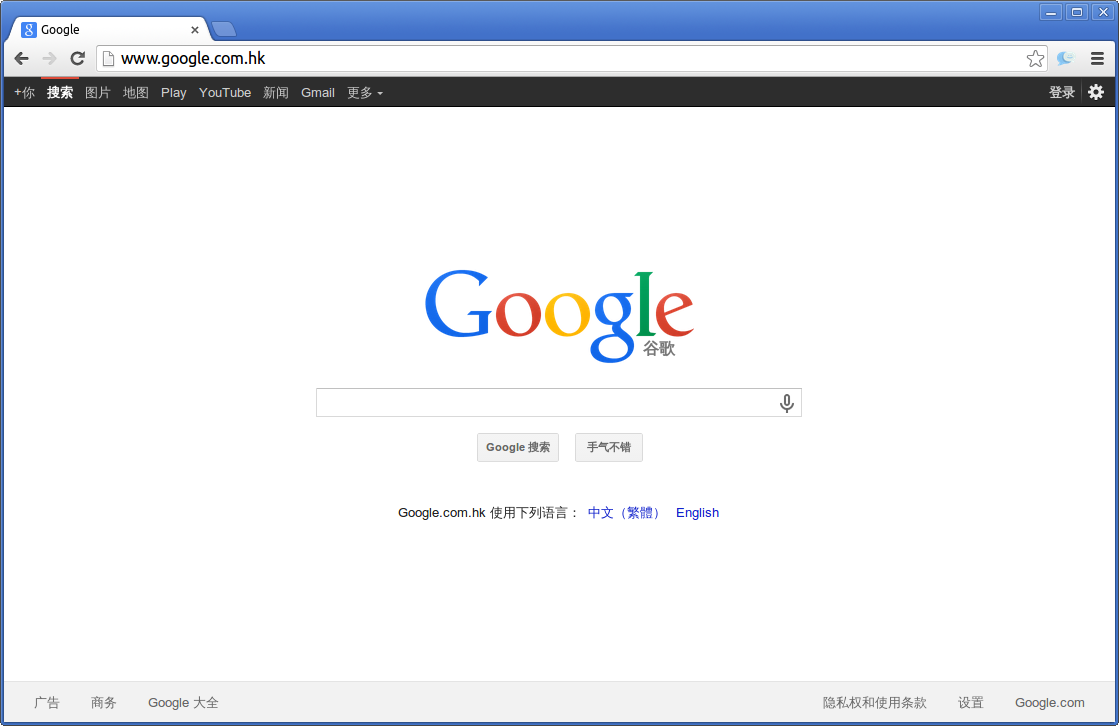 Google
www.google.com.hk
+你 搜索 图片 地图 Play YouTube 新闻 Gmail 更多 登录
Google
谷歌
Google 搜索 手气不错
Google.com.hk 使用下列语言： 中文（繁體） English
广告 商务 Google 大全 隐私权和使用条款 设置 Google.com